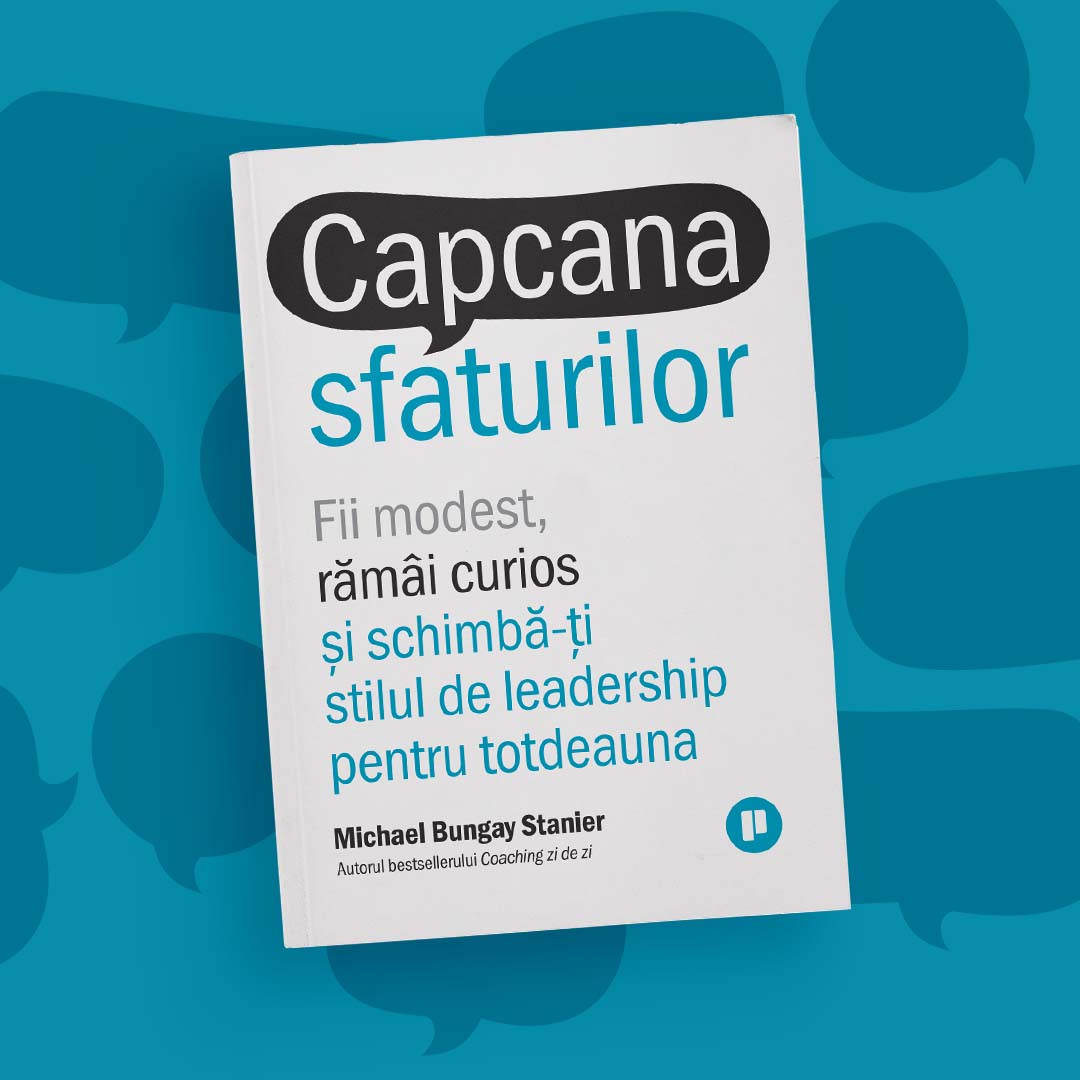 Capcana
sfaturilor
Fii modest,
rămâi curios
și schimbă-ți
stilul de leadership
pentru totdeauna
Michael Bungay Stanier
Autorul bestsellerului Coaching zi de zi